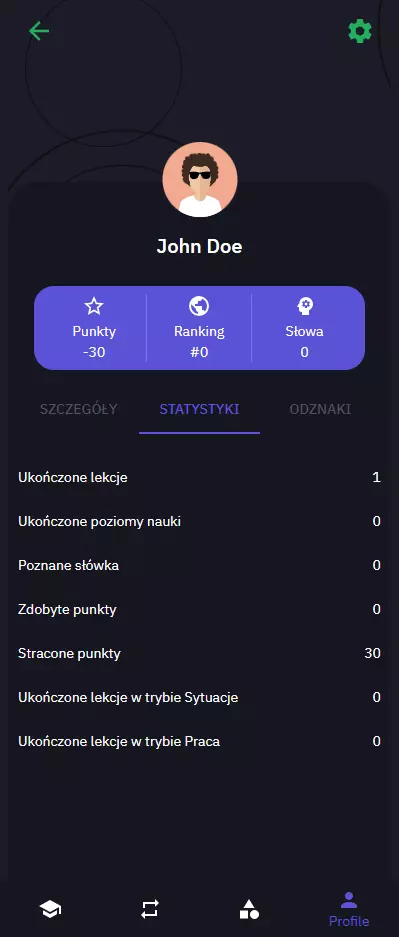 John Doe
Punkty Ranking Słowa
-30 #0 0
SZCZEGÓŁY STATYSTYKI ODZNAKI
Ukończone lekcje 1
Ukończone poziomy nauki 0
Poznane słówka 0
Zdobyte punkty 0
Stracone punkty 30
Ukończone lekcje w trybie Sytuacje 0
Ukończone lekcje w trybie Praca 0
Profile